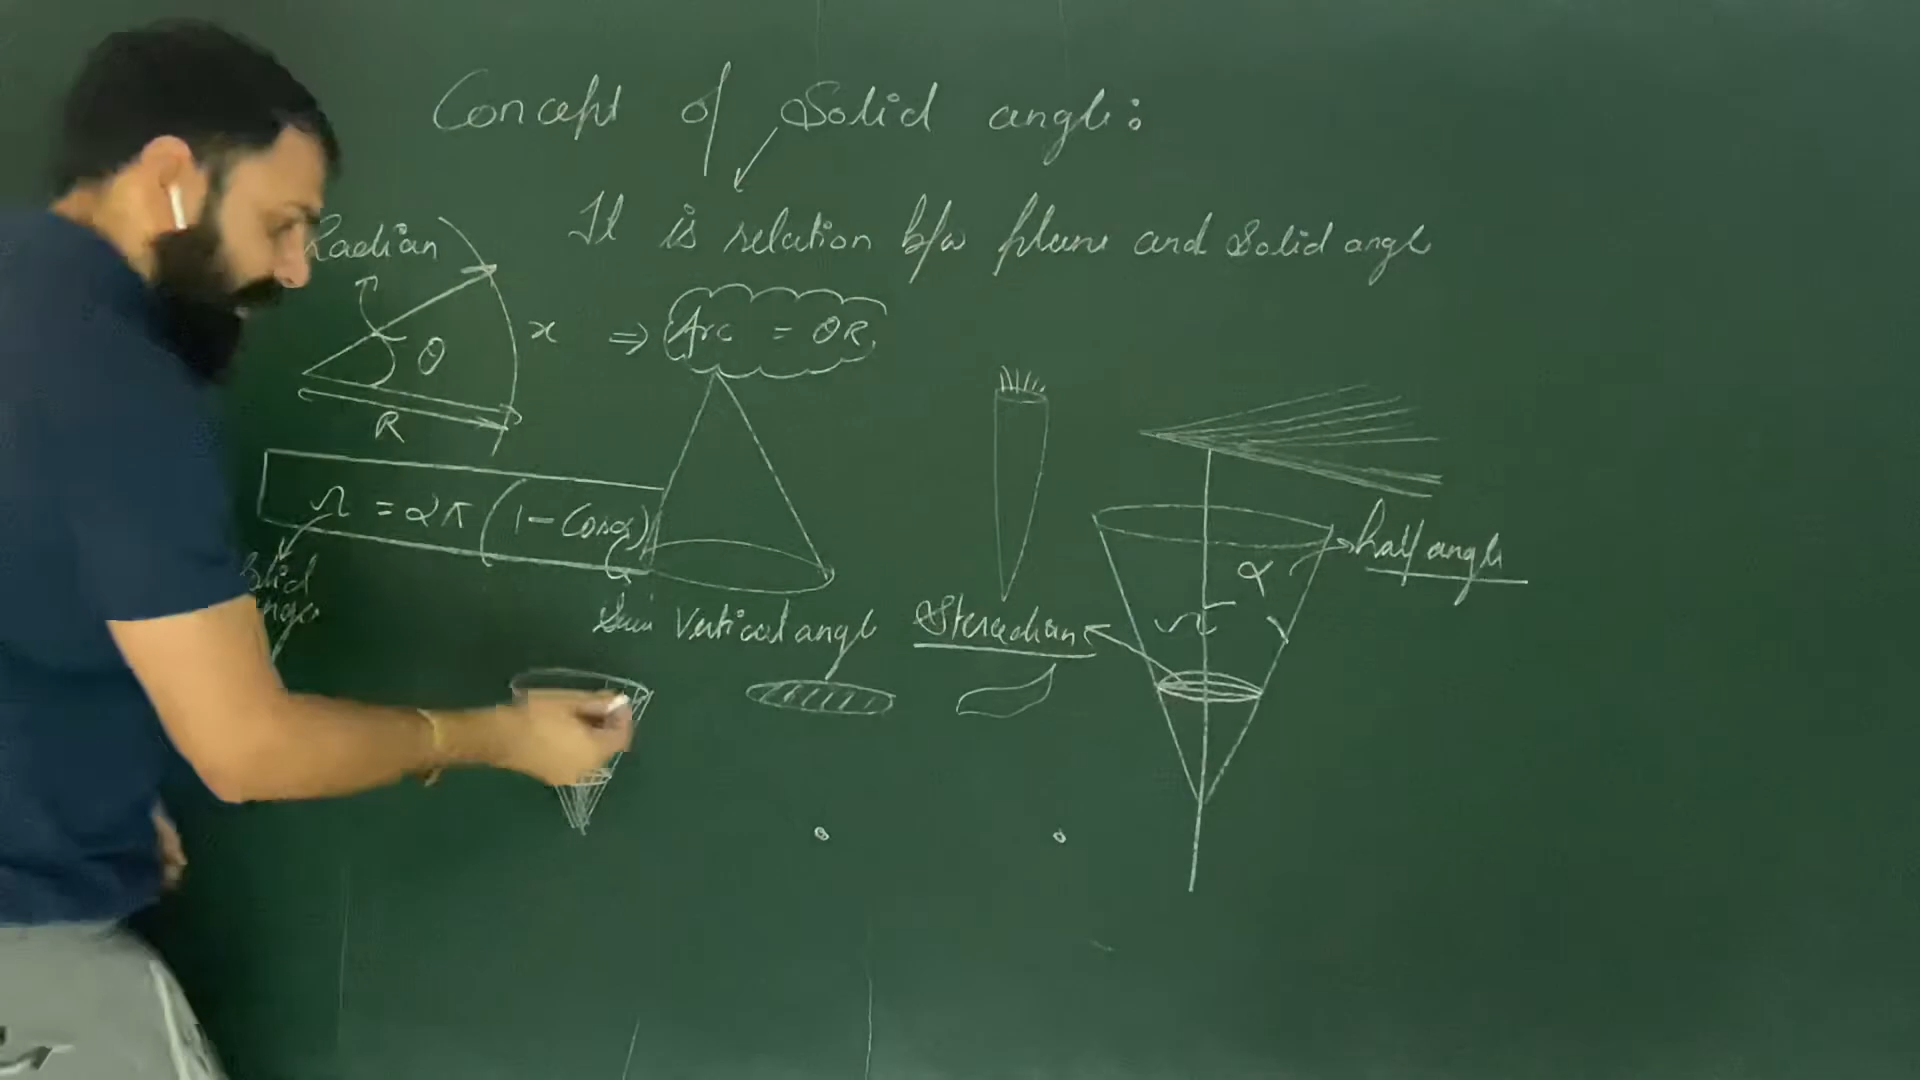 Concept of Solid angle:
It is relation b/w plane and Solid angle
Radian
θ
x ⇒ Arc = θR
R
Ω = 2π (1 - Cosα)
Solid angle
half angle
α
Semi Vertical angle
Steradian
Ω